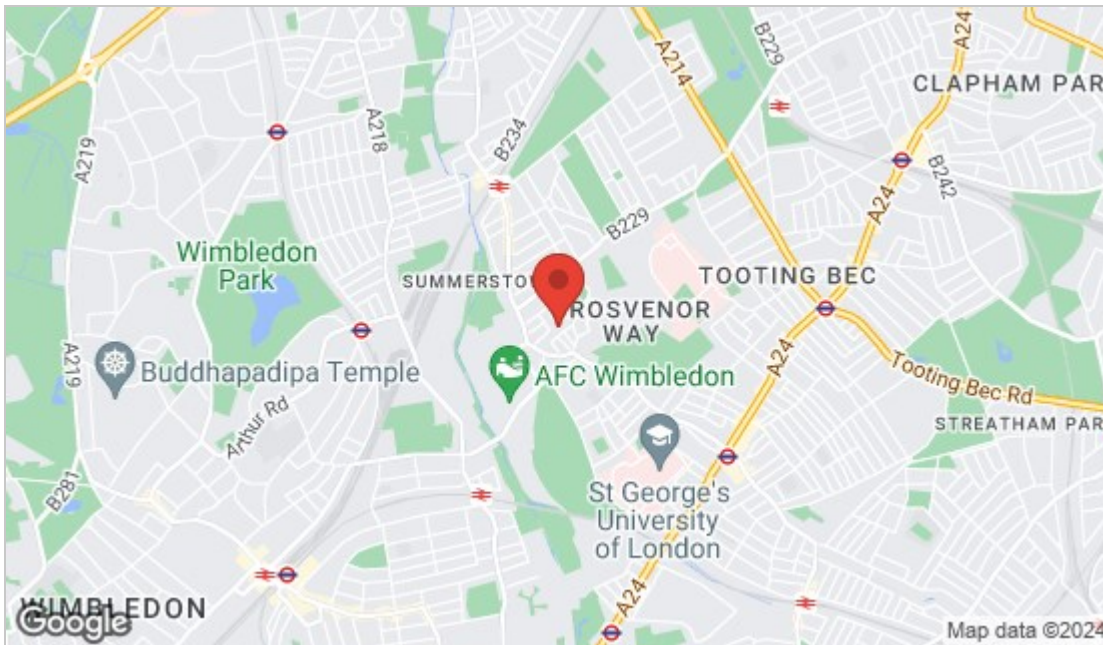 A24
B229
A214
CLAPHAM PAR
A218
B234
A219
B242
A24
B229
Wimbledon
Park
SUMMERSTO
TOOTING BEC
ROSVENOR
WAY
A219
Buddhapadipa Temple
AFC Wimbledon
A24
Tooting Bec Rd
Arthur Rd
STREATHAM PAR
B281
St George's
University
of London
A24
WIMBLEDON
Google
Map data ©2024